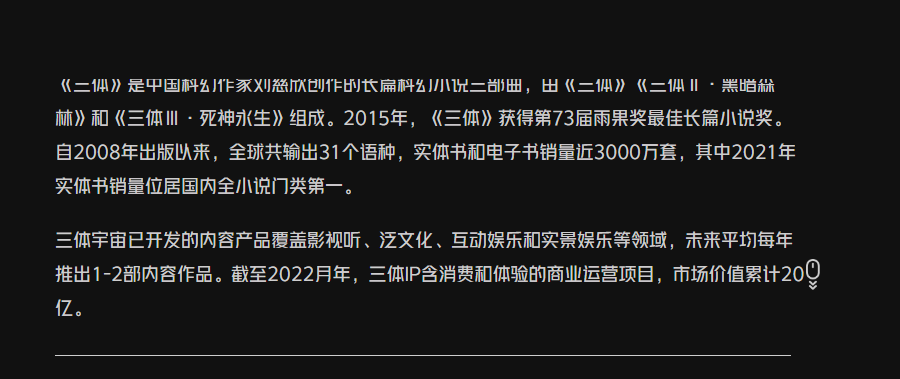 《三体》是中国科幻作家刘慈欣创作的长篇科幻小说三部曲，由《三体》《三体Ⅱ·黑暗森
林》和《三体Ⅲ·死神永生》组成。2015年，《三体》获得第73届雨果奖最佳长篇小说奖。
自2008年出版以来，全球共输出31个语种，实体书和电子书销量近3000万套，其中2021年
实体书销量位居国内全小说门类第一。
三体宇宙已开发的内容产品覆盖影视听、泛文化、互动娱乐和实景娱乐等领域，未来平均每年
推出1-2部内容作品。截至2022月年，三体IP含消费和体验的商业运营项目，市场价值累计20
亿。